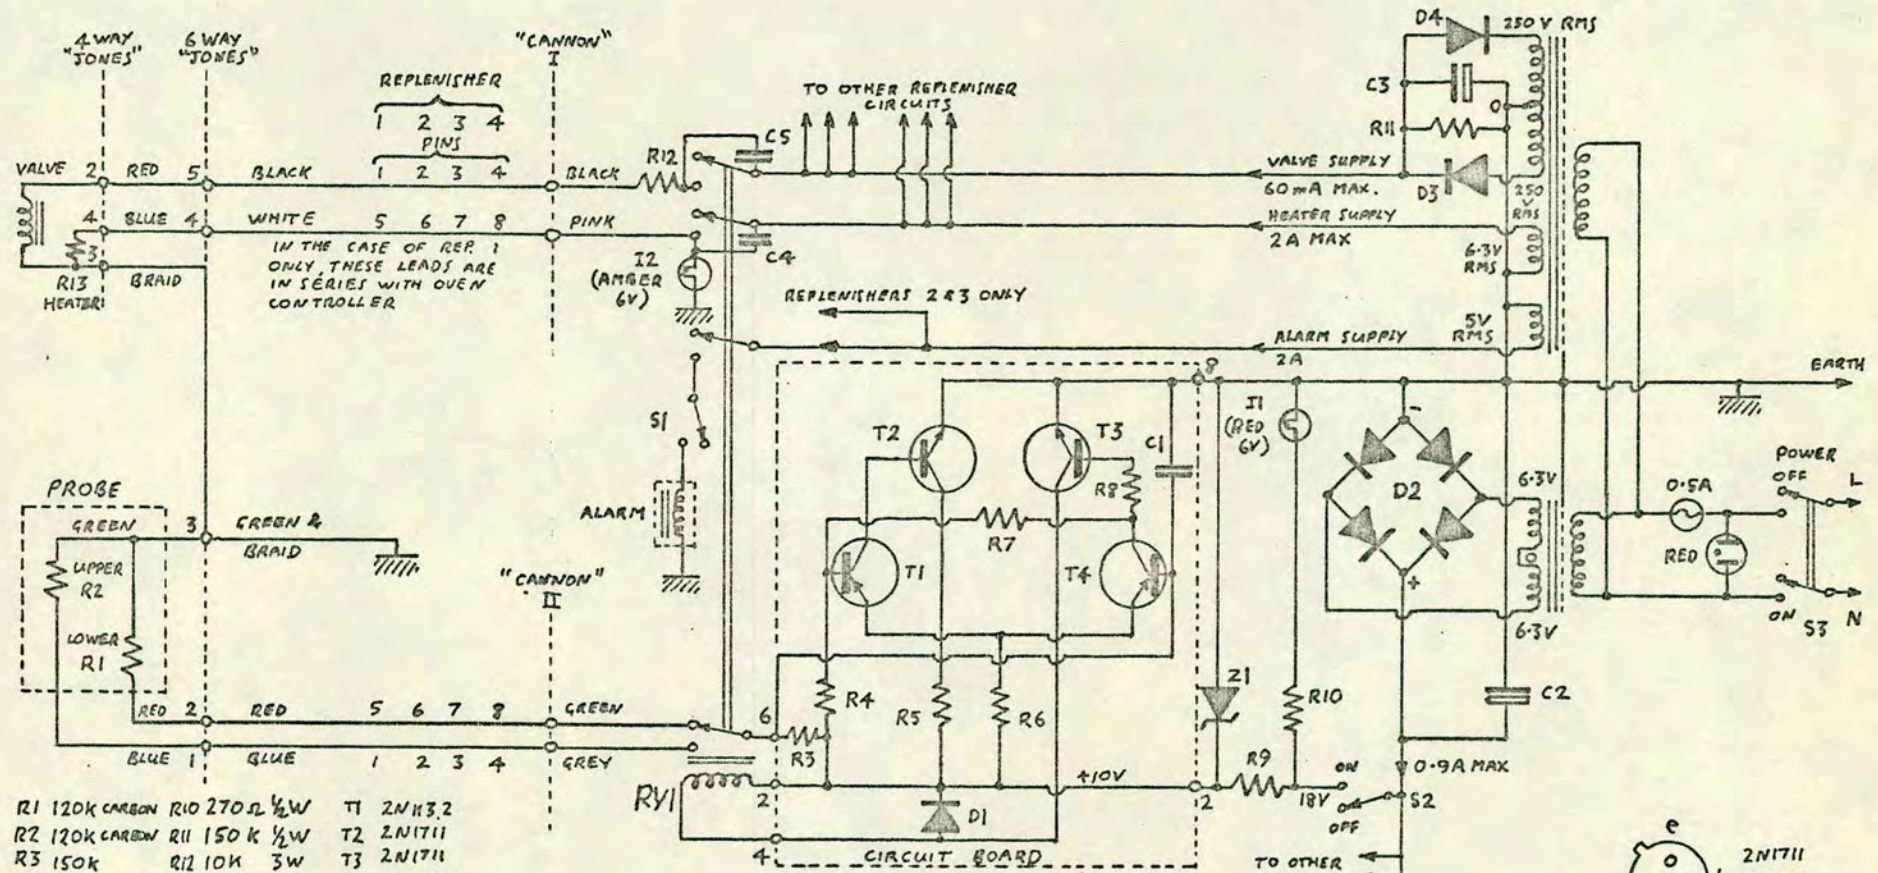 4 WAY "JONES"
6 WAY "JONES"
"CANNON" I
REPLENISHER
1 2 3 4
PINS
1 2 3 4
VALVE 2 RED 5 BLACK
BLACK
R12
C5
TO OTHER REPLENISHER CIRCUITS
D4
250 V RMS
C3
O
R11
VALVE SUPPLY
60mA MAX.
D3
250 V RMS
4 BLUE 4 WHITE 5 6 7 8
PINK
HEATER SUPPLY
2A MAX
6.3V RMS
3
R13 HEATER
BRAID
IN THE CASE OF REP. 1
ONLY, THESE LEADS ARE
IN SERIES WITH OVEN
CONTROLLER
I2
(AMBER 6V)
C4
REPLENISHERS 2 & 3 ONLY
5V RMS
ALARM SUPPLY
2A
8
EARTH
S1
T2
T3
C1
R8
I1
(RED 6V)
-
D2
+
6.3V
6.3V
0.5A
RED
POWER
OFF
L
ON
S3
N
PROBE
GREEN 3 GREEN &
BRAID
ALARM
R7
T1
T4
UPPER R2
LOWER R1
"CANNON" II
R4
R5
R6
Z1
R10
C2
RED 2 RED 5 6 7 8 GREEN
6
R3
BLUE 1 BLUE 1 2 3 4 GREY
R9
ON
0.9A MAX
RY1
2
+10V
2
18V
S2
OFF
D1
4
CIRCUIT BOARD
TO OTHER
R1 120K CARBON R10 270Ω ½W T1
R2 120K CARBON R11 150K ½W T2 2N1711
R3 150K R12 10K 3W T3 2N1711
e
2N1711